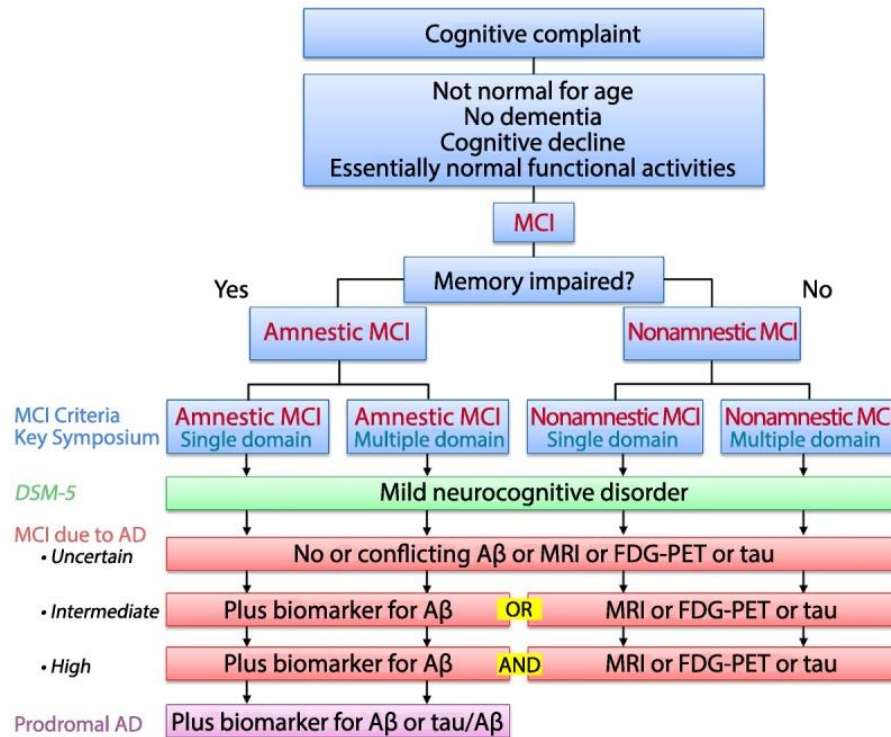 Cognitive complaint
Not normal for age
No dementia
Cognitive decline
Essentially normal functional activities
MCI
Memory impaired?
Yes
No
Amnestic MCI
Nonamnestic MCI
MCI Criteria
Key Symposium
Amnestic MCI
Single domain
Amnestic MCI
Multiple domain
Nonamnestic MCI
Single domain
Nonamnestic MCI
Multiple domain
DSM-5
Mild neurocognitive disorder
MCI due to AD
• Uncertain
No or conflicting Aβ or MRI or FDG-PET or tau
• Intermediate
Plus biomarker for Aβ
OR
MRI or FDG-PET or tau
• High
Plus biomarker for Aβ
AND
MRI or FDG-PET or tau
Prodromal AD
Plus biomarker for Aβ or tau/Aβ